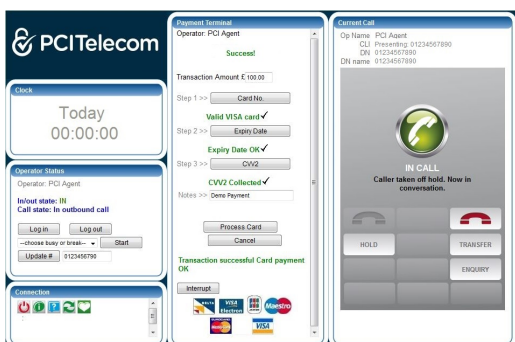 PCITelecom
Clock
Today
00:00:00
Operator Status
Operator: PCI Agent
In/out state: IN
Call state: In outbound call
Log in
Log out
--choose busy or break--
Start
Update #
01234567890
Connection
Payment Terminal
Operator: PCI Agent
Success!
Transaction Amount £ 100.00
Step 1 >> Card No.
Valid VISA card✓
Step 2 >> Expiry Date
Expiry Date OK✓
Step 3 >> CVV2
CVV2 Collected✓
Notes >> Demo Payment
Process Card
Cancel
Transaction successful Card payment
OK
Interrupt
DELTA
VISA
Electron
Maestro
VISA
Current Call
Op Name PCI Agent
CLI Presenting: 01234567890
DN 01234567890
DN name 01234567890
IN CALL
Caller taken off hold. Now in
conversation.
HOLD
TRANSFER
ENQUIRY